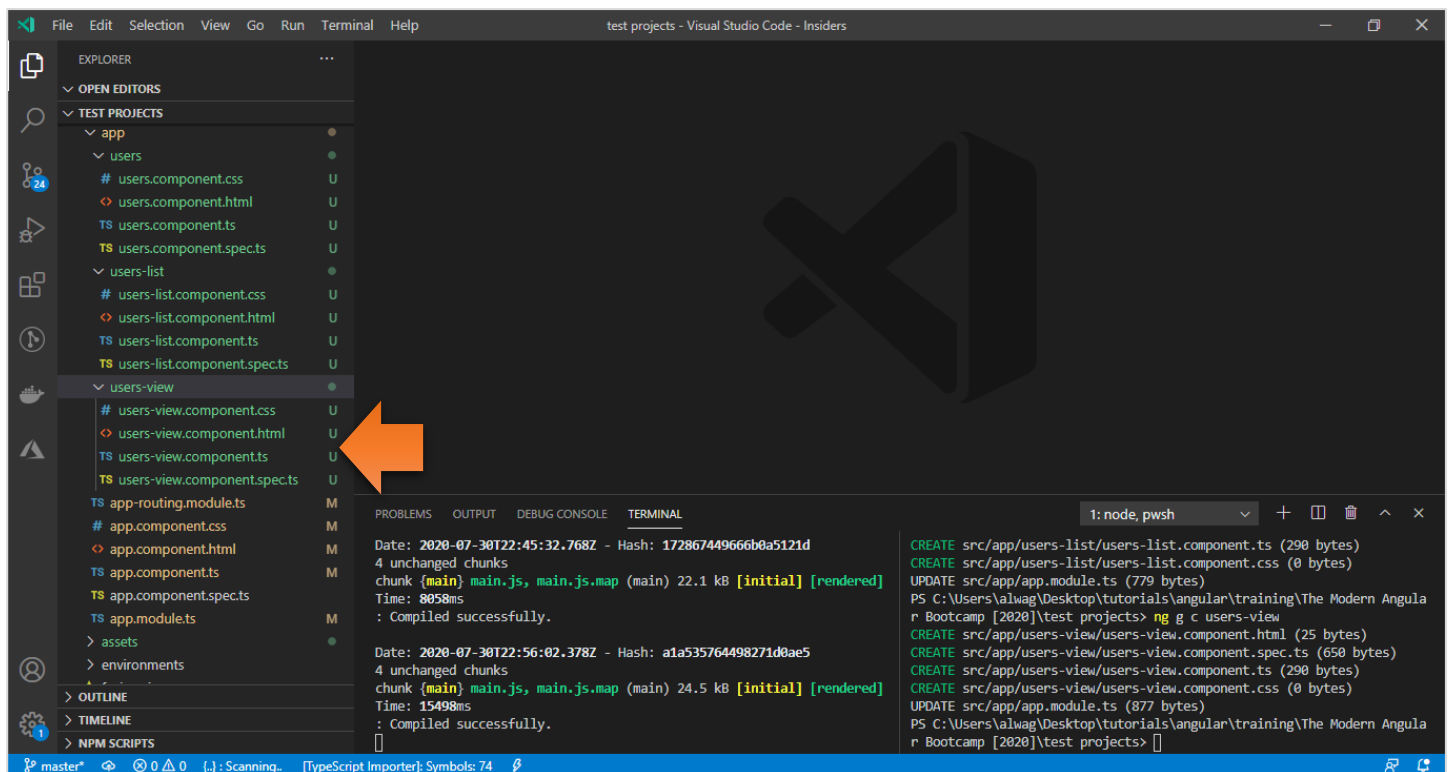 File Edit Selection View Go Run Terminal Help test projects - Visual Studio Code - Insiders
EXPLORER
OPEN EDITORS
TEST PROJECTS
app
users
# users.component.css U
<> users.component.html U
TS users.component.ts U
TS users.component.spec.ts U
users-list
# users-list.component.css U
<> users-list.component.html U
TS users-list.component.ts U
TS users-list.component.spec.ts U
users-view
# users-view.component.css U
<> users-view.component.html U
TS users-view.component.ts U
TS users-view.component.spec.ts U
TS app-routing.module.ts M
# app.component.css M
<> app.component.html M
TS app.component.ts M
TS app.component.spec.ts
TS app.module.ts M
assets
environments
OUTLINE
TIMELINE
NPM SCRIPTS
24
1
PROBLEMS OUTPUT DEBUG CONSOLE TERMINAL 1: node, pwsh
Date: 2020-07-30T22:45:32.768Z - Hash: 172867449666b0a5121d
4 unchanged chunks
chunk {main} main.js, main.js.map (main) 22.1 kB [initial] [rendered]
Time: 8058ms
: Compiled successfully.
Date: 2020-07-30T22:56:02.378Z - Hash: a1a535764498271d0ae5
4 unchanged chunks
chunk {main} main.js, main.js.map (main) 24.5 kB [initial] [rendered]
Time: 15498ms
: Compiled successfully.
CREATE src/app/users-list/users-list.component.ts (290 bytes)
CREATE src/app/users-list/users-list.component.css (0 bytes)
UPDATE src/app/app.module.ts (779 bytes)
PS C:\Users\alwag\Desktop\tutorials\angular\training\The Modern Angula
r Bootcamp [2020]\test projects> ng g c users-view
CREATE src/app/users-view/users-view.component.html (25 bytes)
CREATE src/app/users-view/users-view.component.spec.ts (650 bytes)
CREATE src/app/users-view/users-view.component.ts (290 bytes)
CREATE src/app/users-view/users-view.component.css (0 bytes)
UPDATE src/app/app.module.ts (877 bytes)
PS C:\Users\alwag\Desktop\tutorials\angular\training\The Modern Angula
r Bootcamp [2020]\test projects>
master* 0 0 {..} : Scanning.. [TypeScript Importer]: Symbols: 74